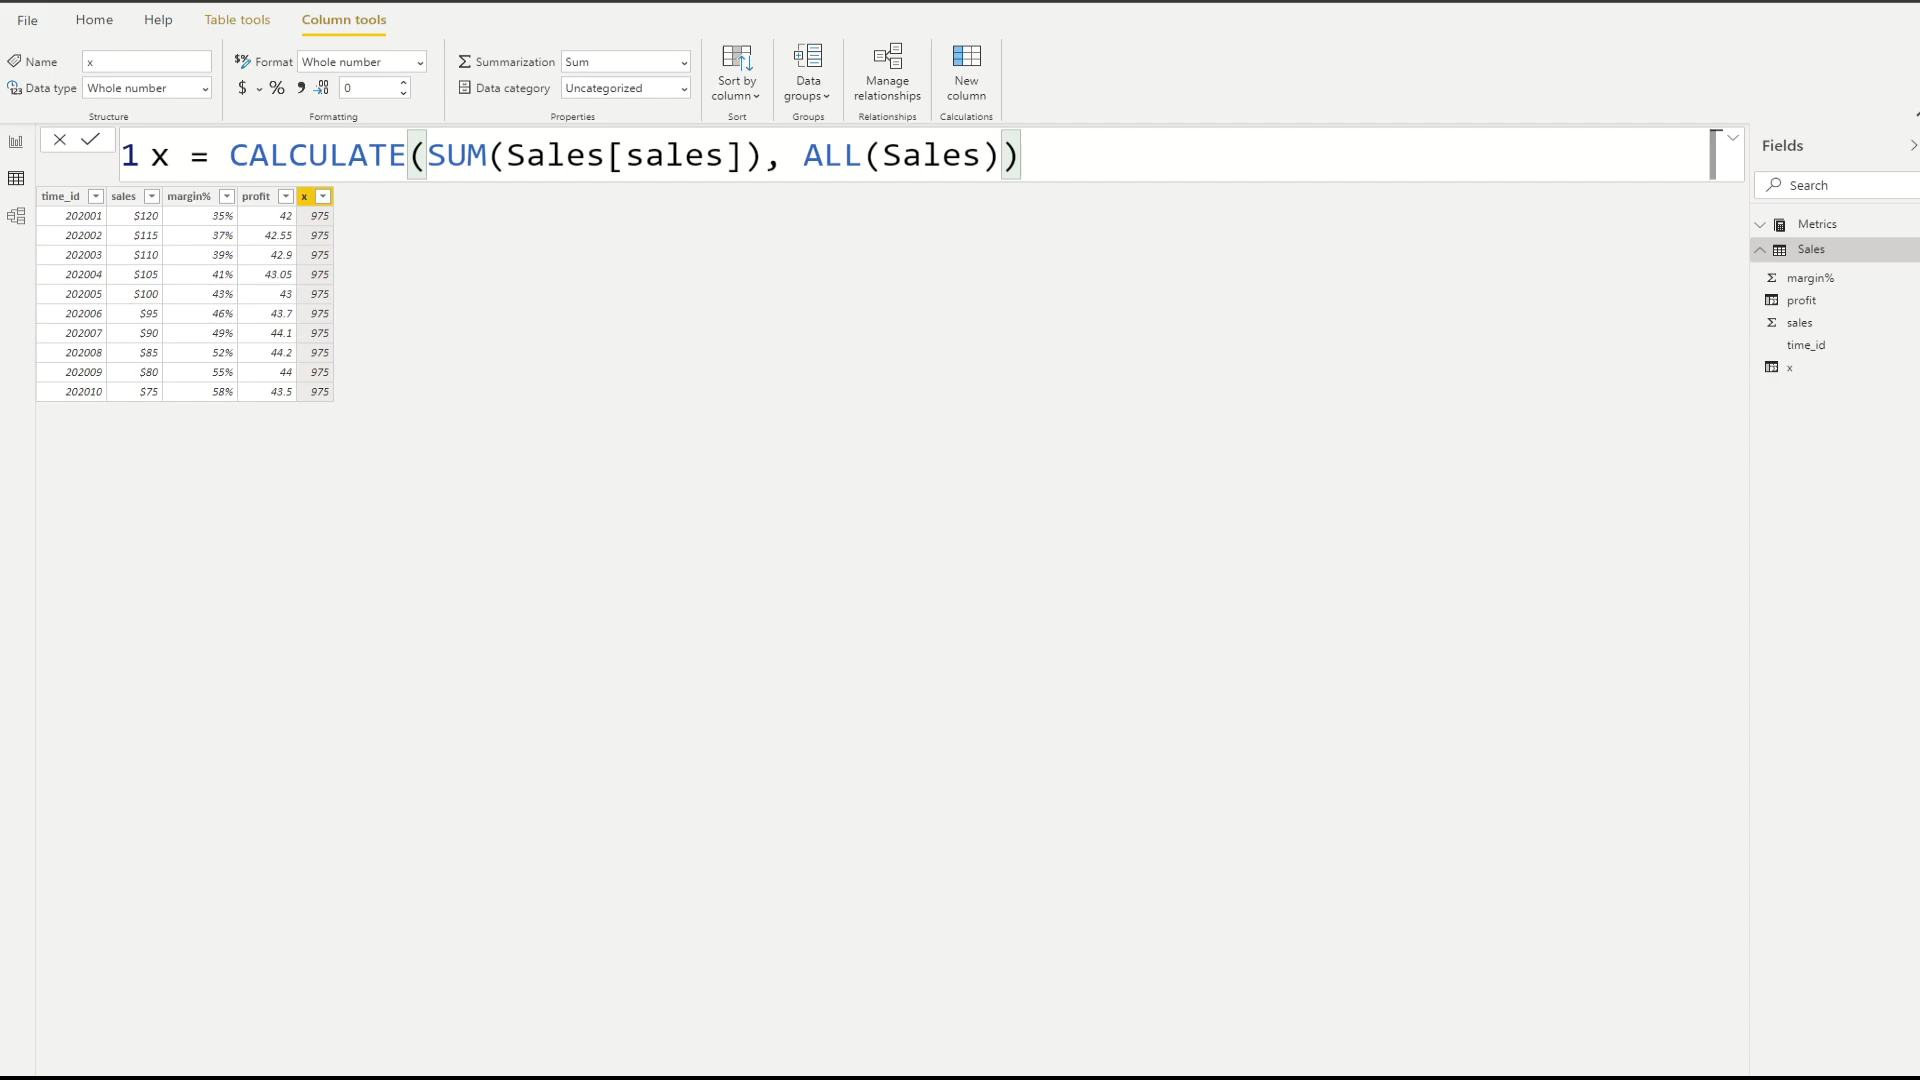 File Home Help Table tools Column tools
Name x Format Whole number Summarization Sum
Data type Whole number $ % 0 Data category Uncategorized
Sort by column Data groups Manage relationships New column
Structure Formatting Properties Sort Groups Relationships Calculations
1 x = CALCULATE(SUM(Sales[sales]), ALL(Sales))
time_id sales margin% profit x
202001 $120 35% 42 975
202002 $115 37% 42.55 975
202003 $110 39% 42.9 975
202004 $105 41% 43.05 975
202005 $100 43% 43 975
202006 $95 46% 43.7 975
202007 $90 49% 44.1 975
202008 $85 52% 44.2 975
202009 $80 55% 44 975
202010 $75 58% 43.5 975
Fields
Search
Metrics
Sales
margin%
profit
sales
time_id
x